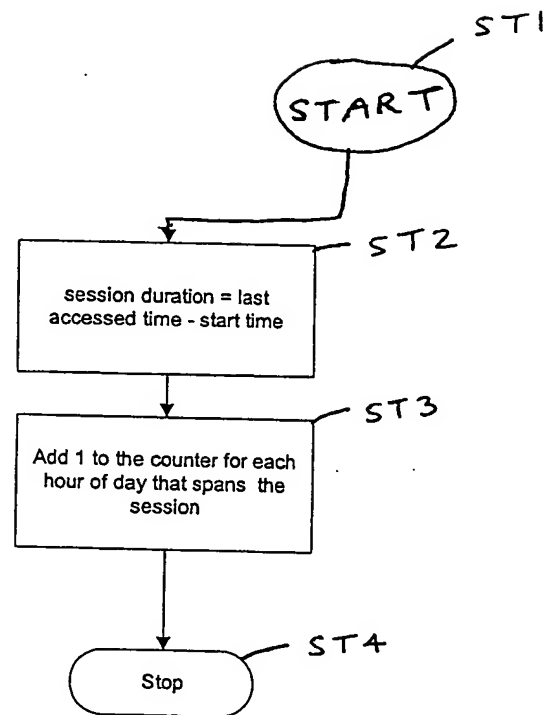 ST1
START
ST2
session duration = last
accessed time - start time
ST3
Add 1 to the counter for each
hour of day that spans the
session
ST4
Stop